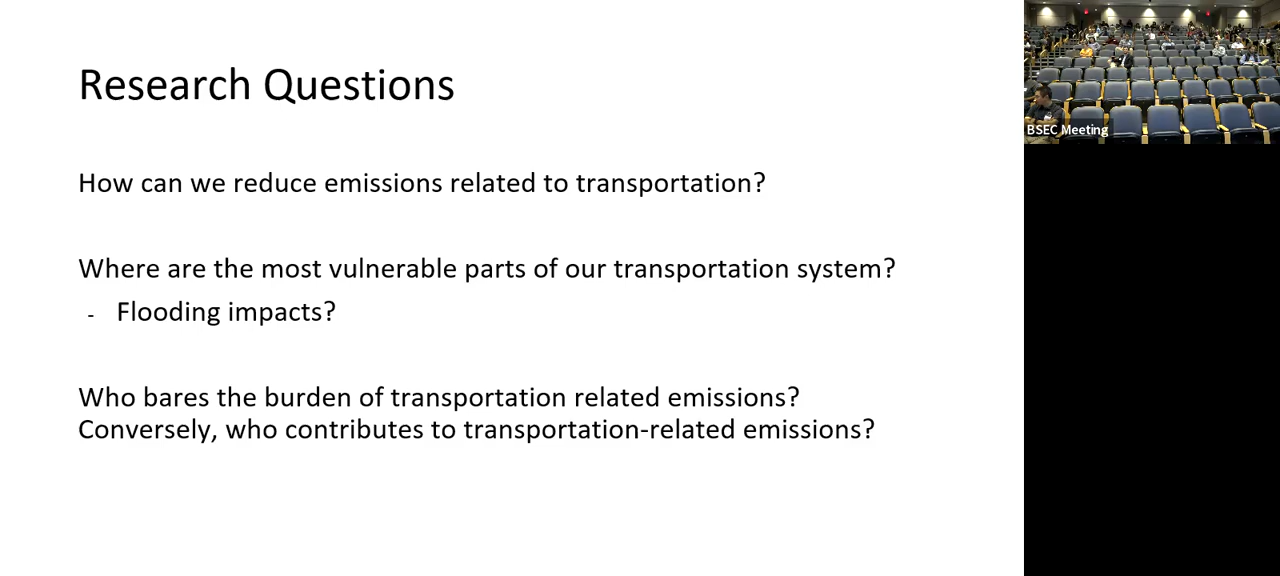 Research Questions
How can we reduce emissions related to transportation?
Where are the most vulnerable parts of our transportation system?
- Flooding impacts?
Who bares the burden of transportation related emissions?
Conversely, who contributes to transportation-related emissions?
BSEC Meeting